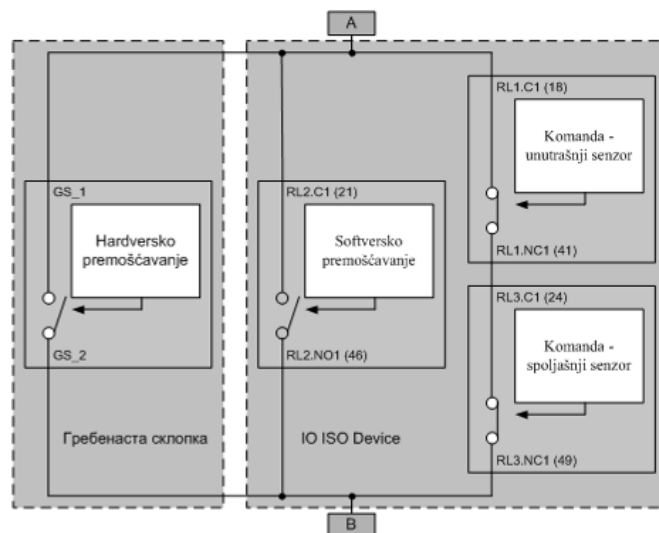 A
RL1.C1 (18)
Komanda -
unutrašnji senzor
RL1.NC1 (41)
GS_1
Hardversko
premošćavanje
GS_2
RL2.C1 (21)
Softversko
premošćavanje
RL2.NO1 (46)
RL3.C1 (24)
Komanda -
spoljašnji senzor
RL3.NC1 (49)
Гребенаста склопка
IO ISO Device
B